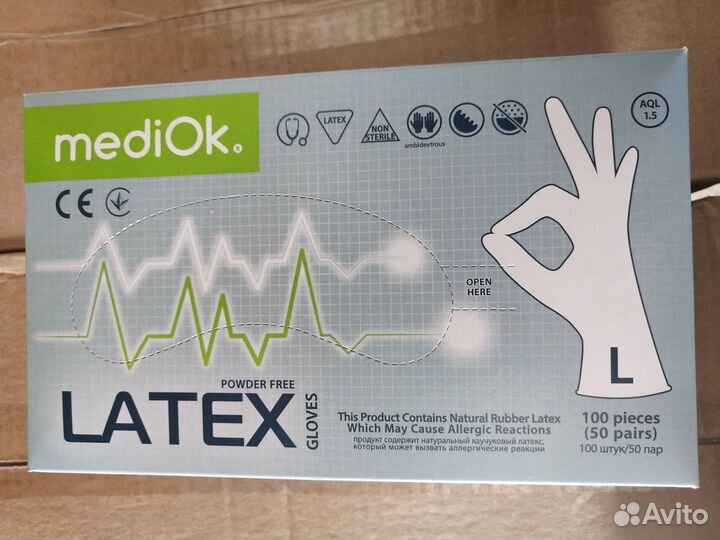 mediOk®
LATEX
NON
STERILE
ambidextrous
AQL
1.5
CE
OPEN
HERE
L
POWDER FREE
LATEX
GLOVES
This Product Contains Natural Rubber Latex
Which May Cause Allergic Reactions
продукт содержит натуральный каучуковый латекс,
который может вызвать аллергические реакции
100 pieces
(50 pairs)
100 штук/50 пар
Avito